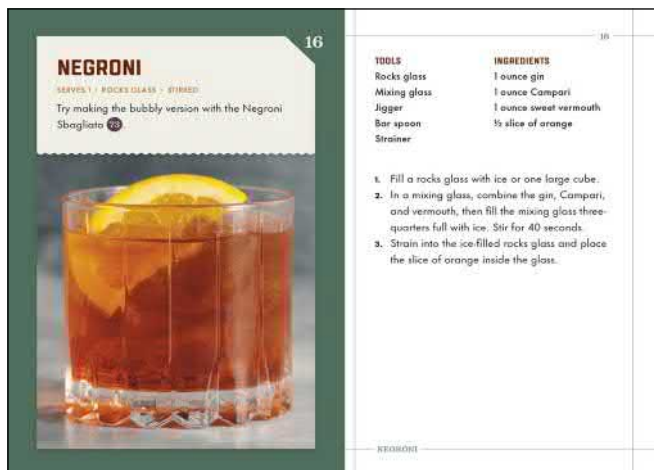 16
NEGRONI
SERVES 1 · ROCKS GLASS · STIRRED
Try making the bubbly version with the Negroni
Sbagliato 23
16
TOOLS
Rocks glass
Mixing glass
Jigger
Bar spoon
Strainer
INGREDIENTS
1 ounce gin
1 ounce Campari
1 ounce sweet vermouth
½ slice of orange
1. Fill a rocks glass with ice or one large cube.
2. In a mixing glass, combine the gin, Campari,
and vermouth, then fill the mixing glass three-
quarters full with ice. Stir for 40 seconds.
3. Strain into the ice-filled rocks glass and place
the slice of orange inside the glass.
NEGRONI